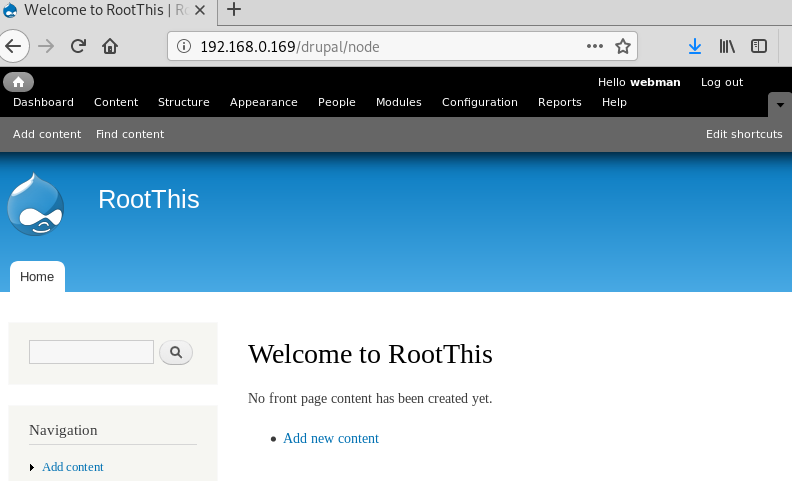 Welcome to RootThis | Ro
192.168.0.169/drupal/node
Hello webman Log out
Dashboard Content Structure Appearance People Modules Configuration Reports Help
Add content Find content Edit shortcuts
RootThis
Home
Welcome to RootThis
No front page content has been created yet.
Add new content
Navigation
Add content